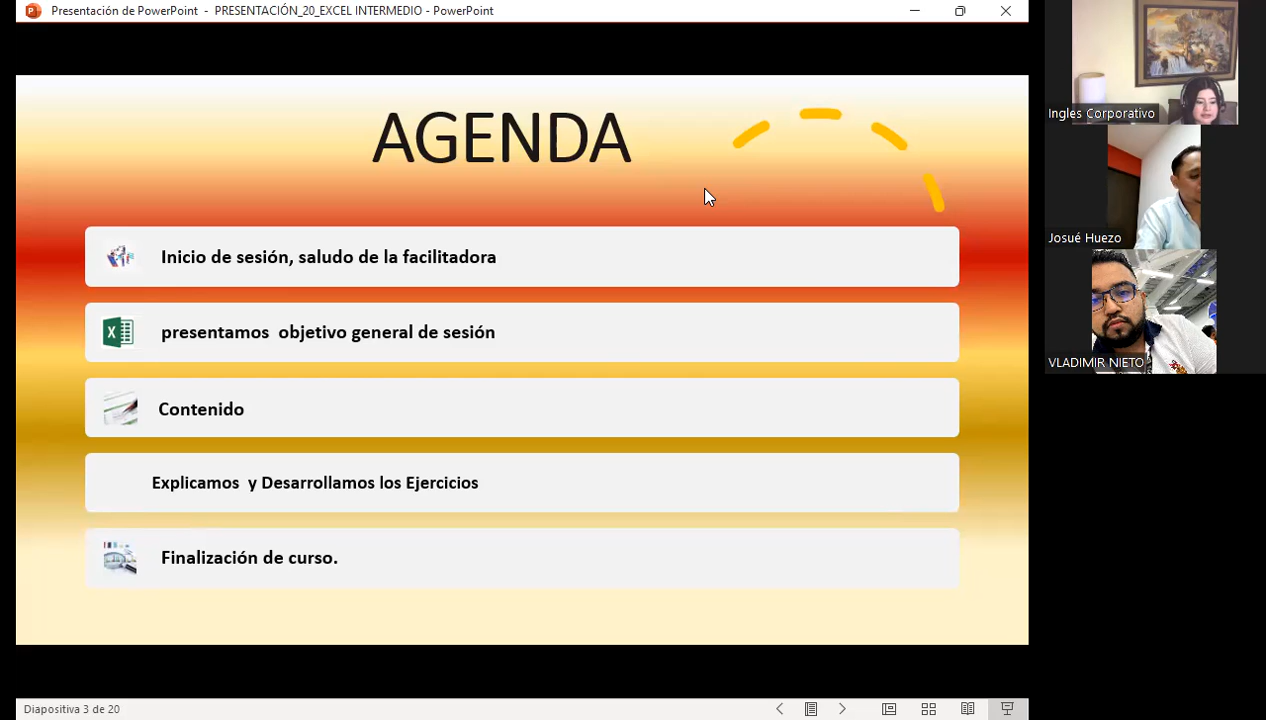 Presentación de PowerPoint - PRESENTACIÓN_20_EXCEL INTERMEDIO - PowerPoint
AGENDA
Inicio de sesión, saludo de la facilitadora
presentamos objetivo general de sesión
Contenido
Explicamos y Desarrollamos los Ejercicios
Finalización de curso.
Diapositiva 3 de 20
Ingles Corporativo
Josué Huezo
VLADIMIR NIETO